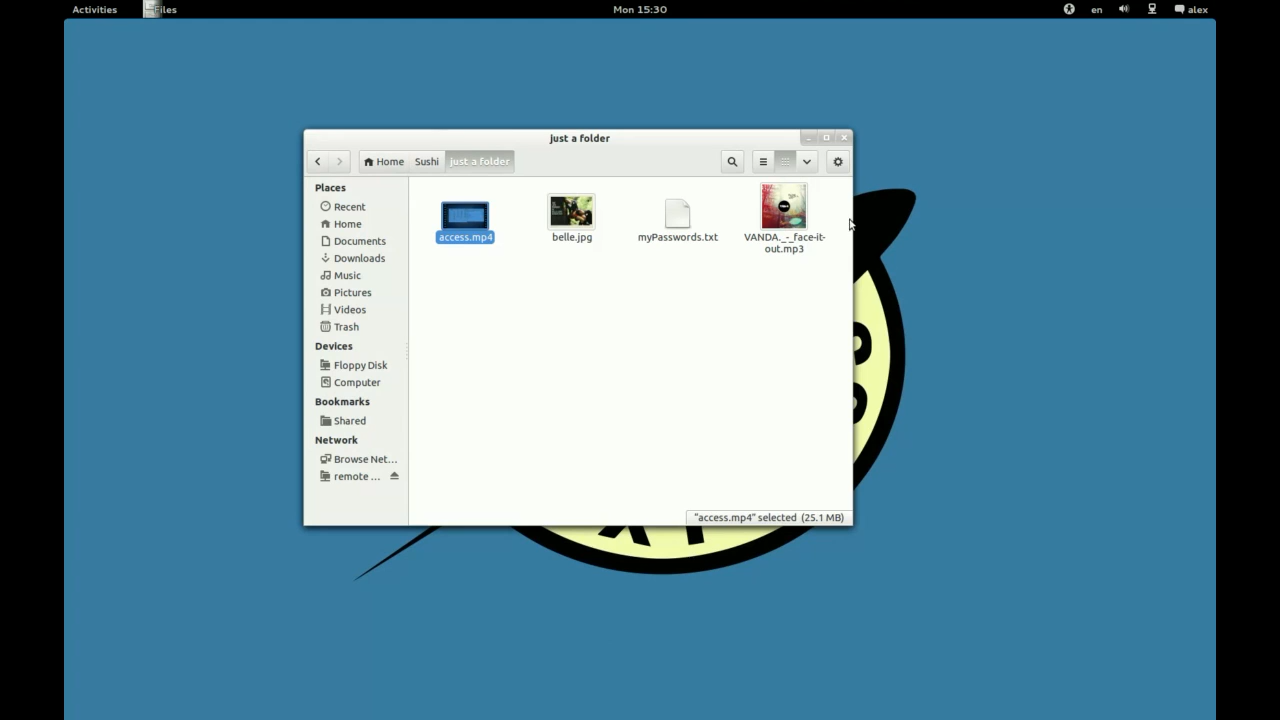 Activities Files Mon 15:30 en alex
just a folder
Home Sushi just a folder
Places
Recent
Home
Documents
Downloads
Music
Pictures
Videos
Trash
Devices
Floppy Disk
Computer
Bookmarks
Shared
Network
Browse Net...
remote ...
access.mp4
belle.jpg
myPasswords.txt
VANDA._-_face-it-
out.mp3
"access.mp4" selected (25.1 MB)